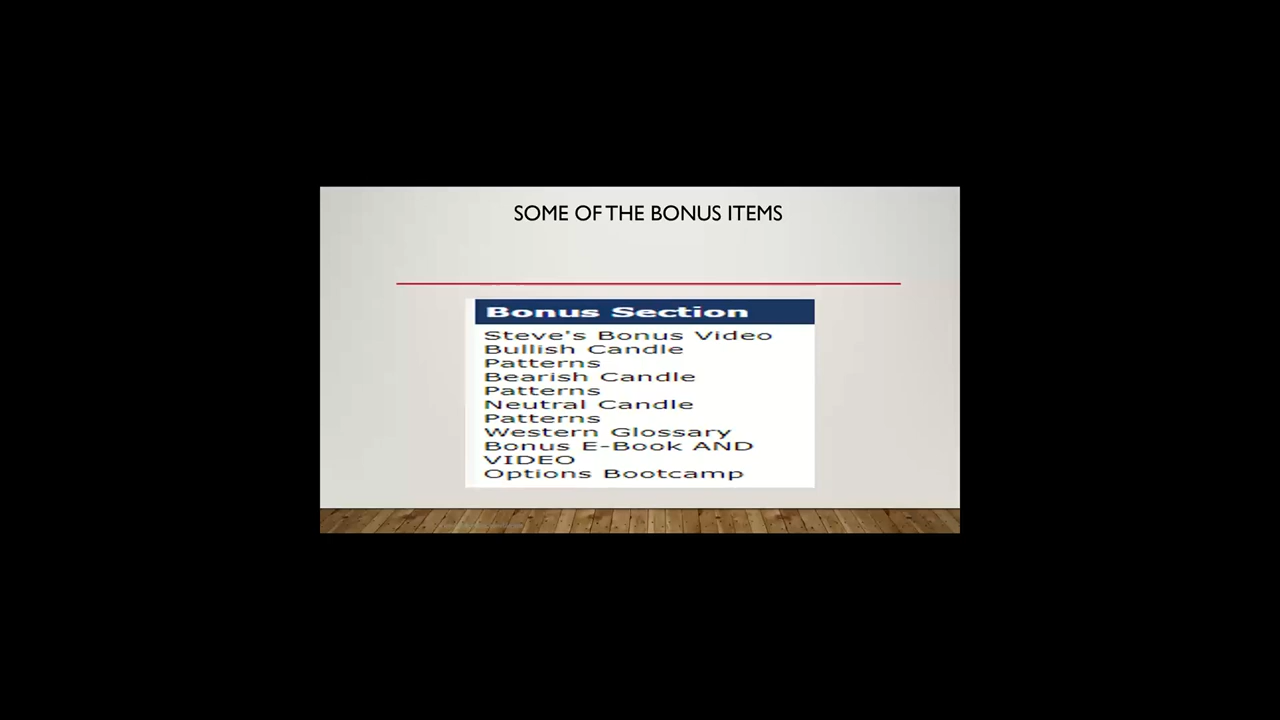 SOME OF THE BONUS ITEMS
Bonus Section
Steve's Bonus Video
Bullish Candle
Patterns
Bearish Candle
Patterns
Neutral Candle
Patterns
Western Glossary
Bonus E-Book AND
VIDEO
Options Bootcamp